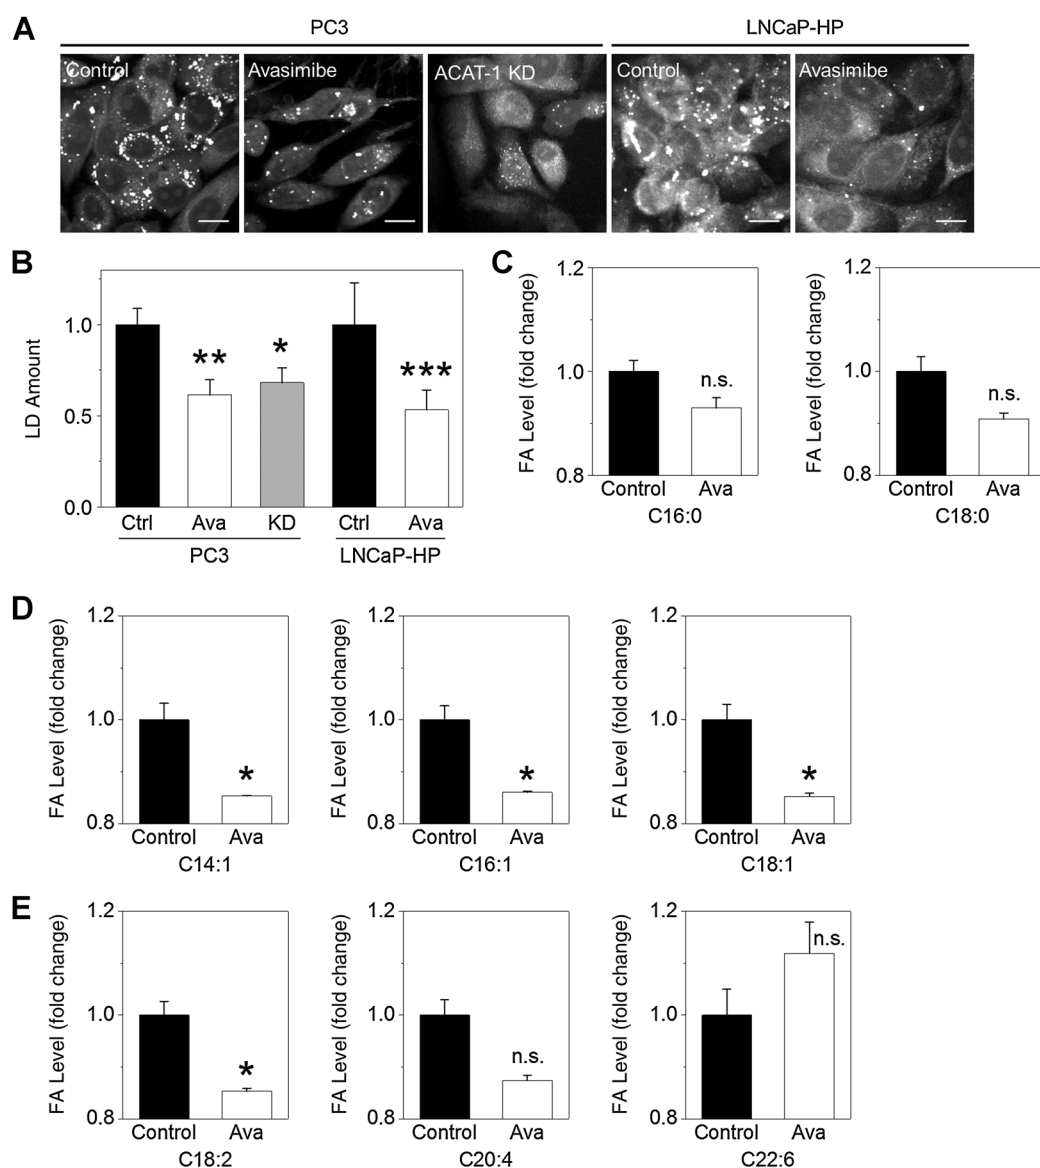 A
PC3
LNCaP-HP
Control
Avasimibe
ACAT-1 KD
Control
Avasimibe
B
LD Amount
1.0
0.5
0.0
**
*
***
Ctrl
Ava
KD
Ctrl
Ava
PC3
LNCaP-HP
C
FA Level (fold change)
1.2
1.0
0.8
n.s.
Control
Ava
C16:0
FA Level (fold change)
1.2
1.0
0.8
n.s.
Control
Ava
C18:0
D
FA Level (fold change)
1.2
1.0
0.8
*
Control
Ava
C14:1
FA Level (fold change)
1.2
1.0
0.8
*
Control
Ava
C16:1
FA Level (fold change)
1.2
1.0
0.8
*
Control
Ava
C18:1
E
FA Level (fold change)
1.2
1.0
0.8
*
Control
Ava
C18:2
FA Level (fold change)
1.2
1.0
0.8
n.s.
Control
Ava
C20:4
FA Level (fold change)
1.2
1.0
0.8
n.s.
Control
Ava
C22:6